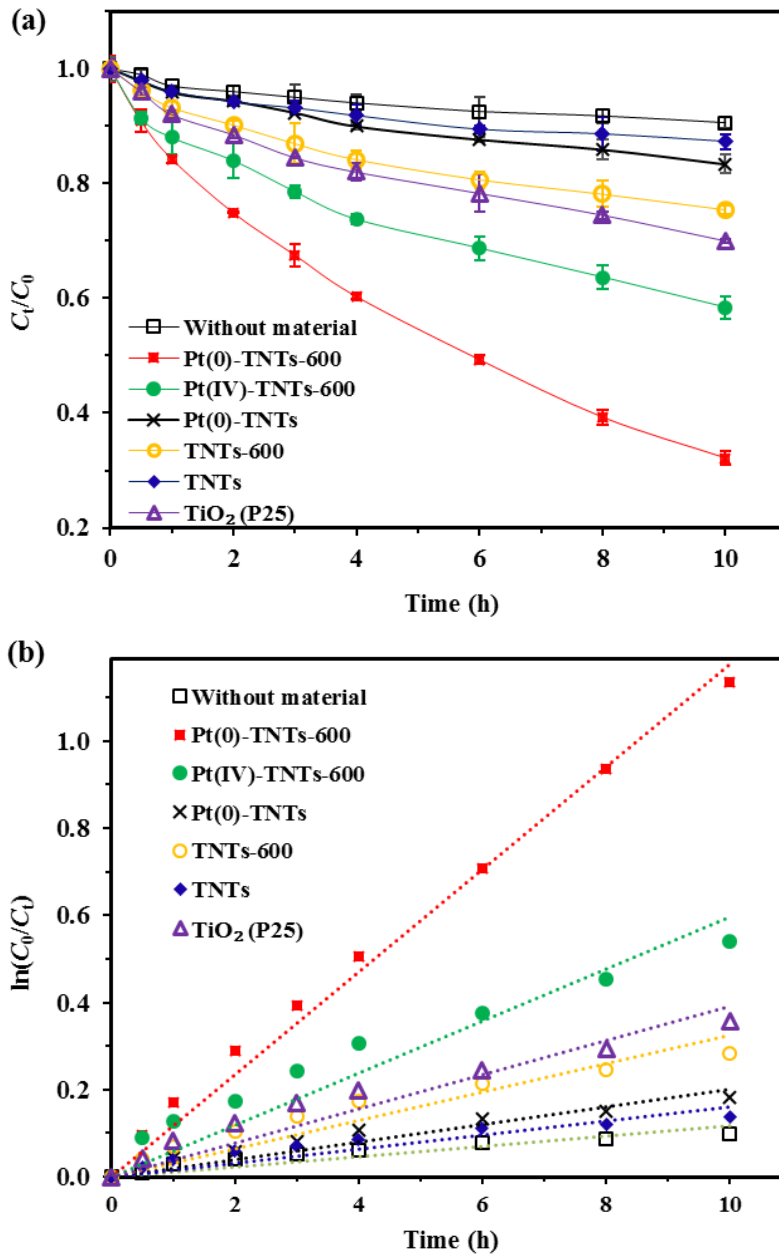 (a)
1.0
0.8
0.6
0.4
0.2
Cₜ/C₀
Without material
Pt(0)-TNTs-600
Pt(IV)-TNTs-600
Pt(0)-TNTs
TNTs-600
TNTs
TiO₂ (P25)
0 2 4 6 8 10
Time (h)
(b)
1.0
0.8
0.6
0.4
0.2
0.0
ln(C₀/Cₜ)
Without material
Pt(0)-TNTs-600
Pt(IV)-TNTs-600
Pt(0)-TNTs
TNTs-600
TNTs
TiO₂ (P25)
0 2 4 6 8 10
Time (h)